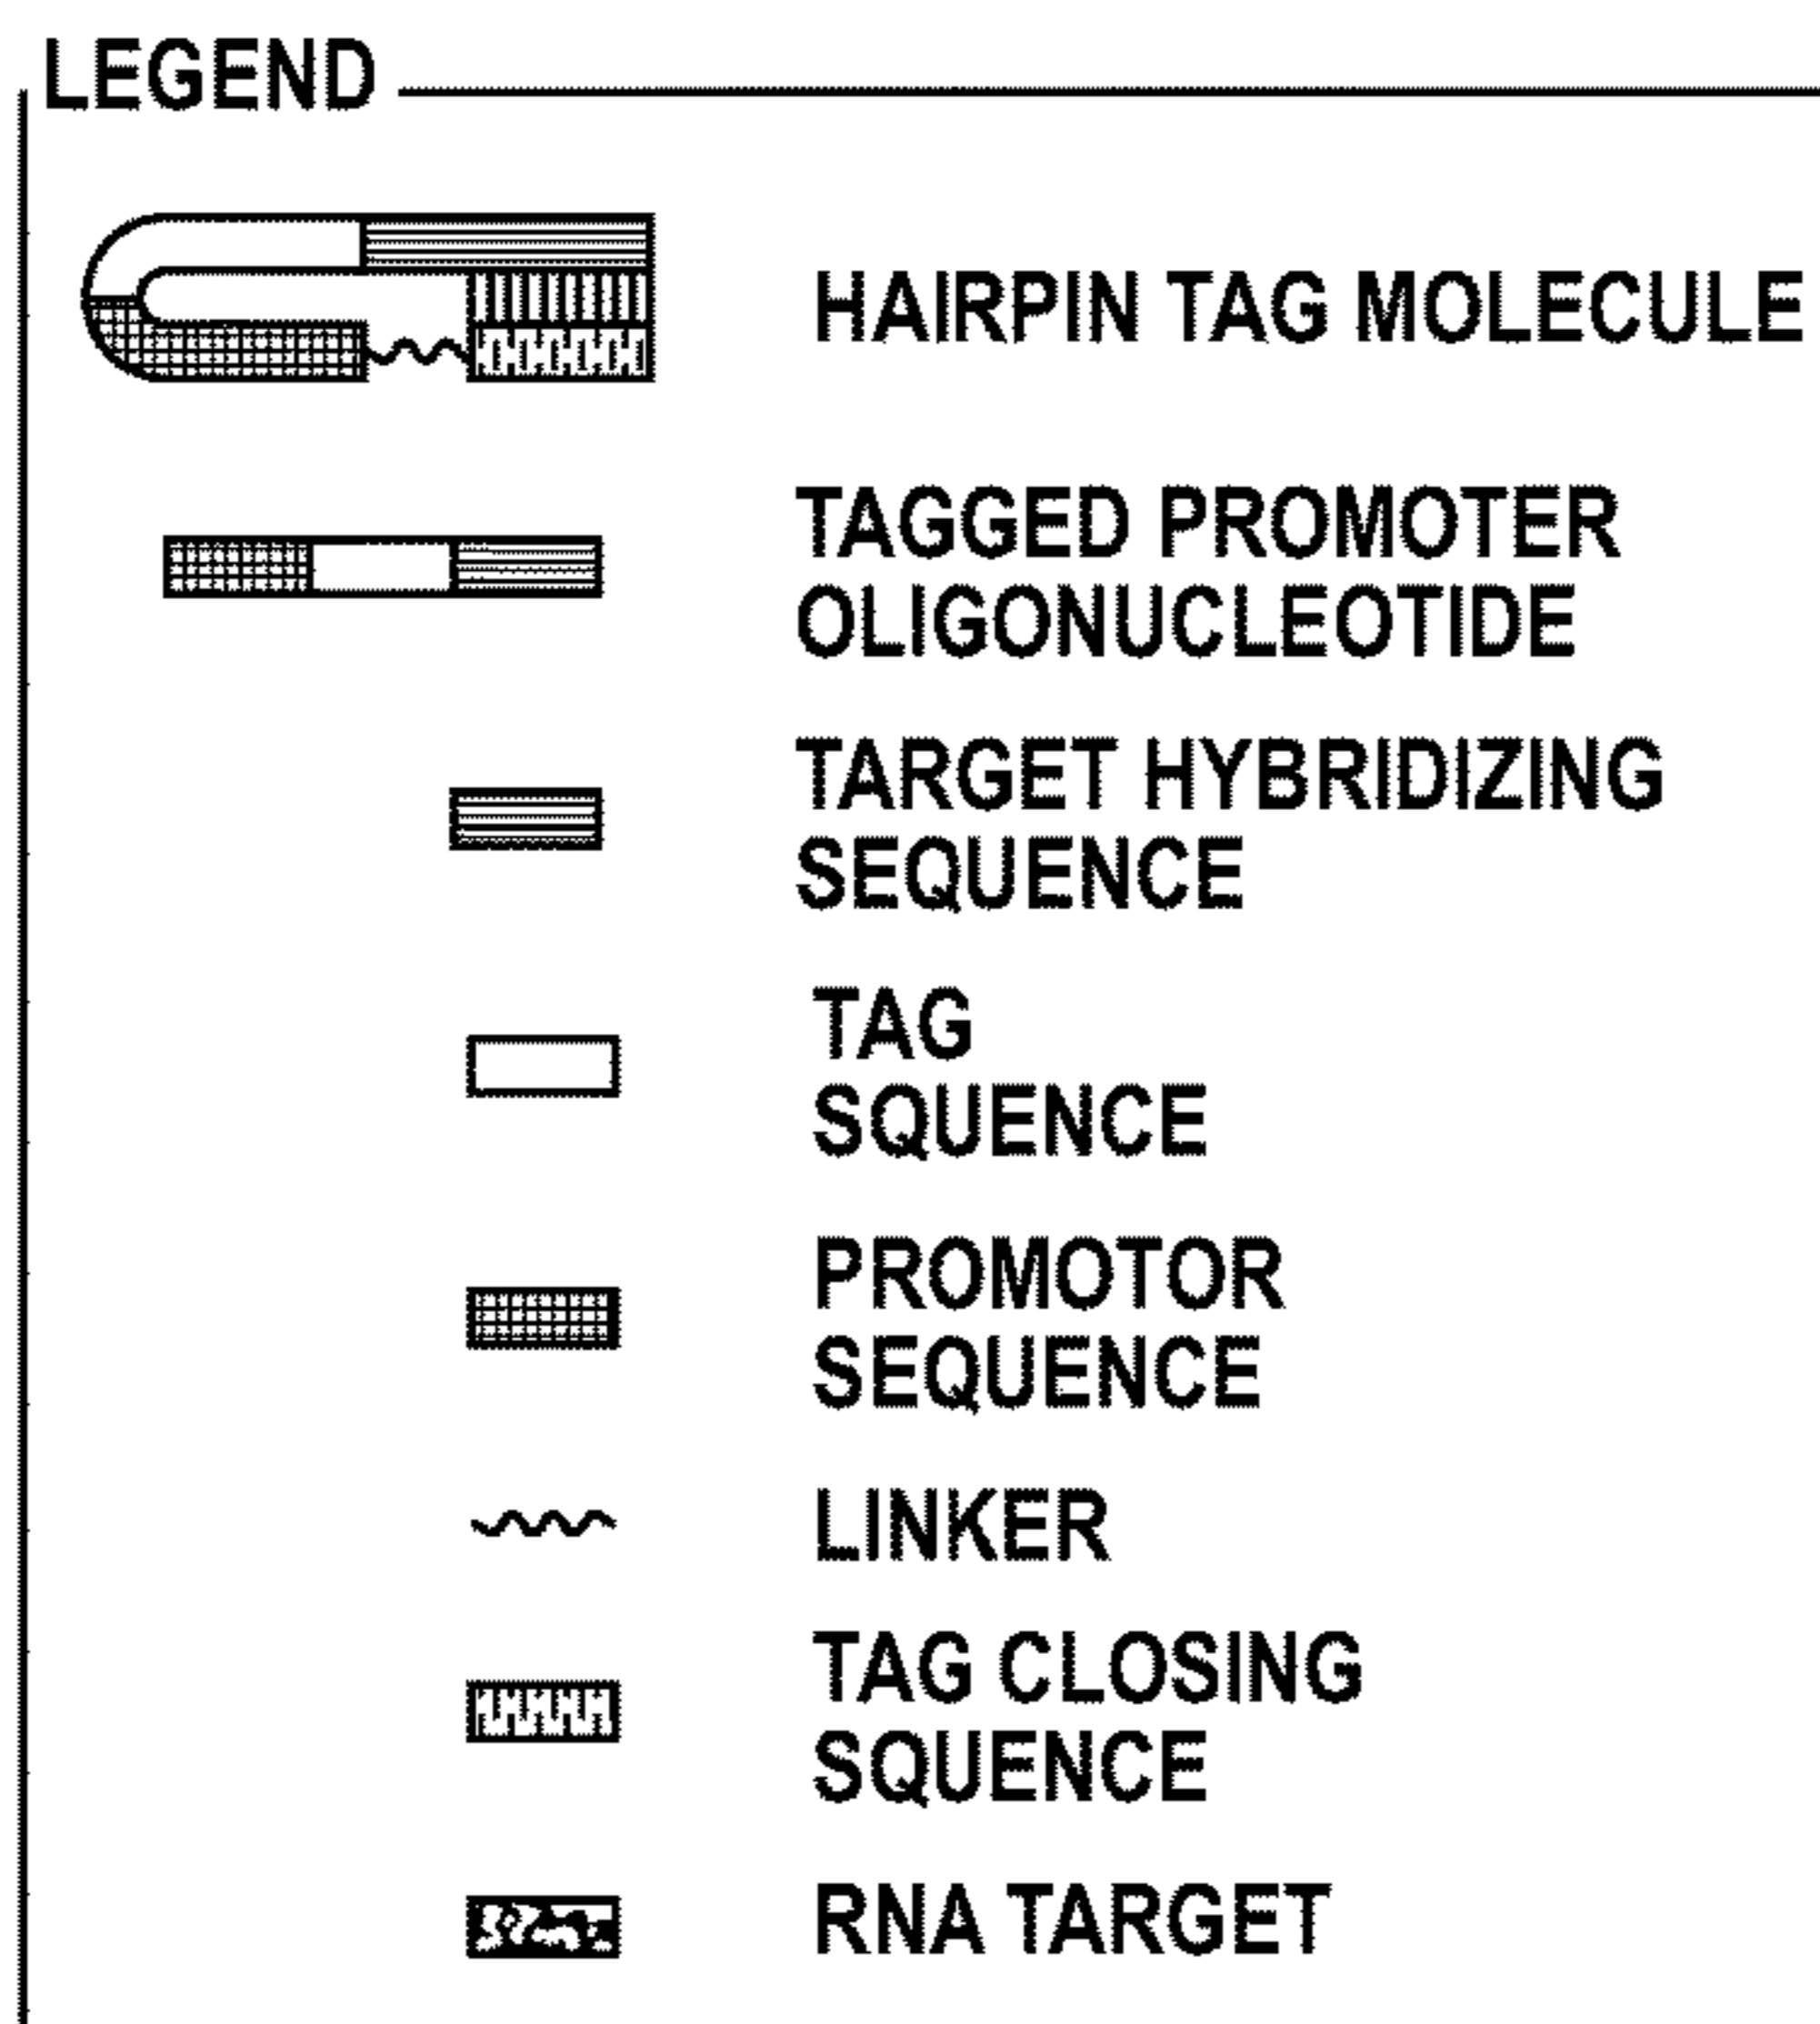 LEGEND
HAIRPIN TAG MOLECULE
TAGGED PROMOTER
OLIGONUCLEOTIDE
TARGET HYBRIDIZING
SEQUENCE
TAG
SQUENCE
PROMOTOR
SEQUENCE
LINKER
TAG CLOSING
SQUENCE
RNA TARGET